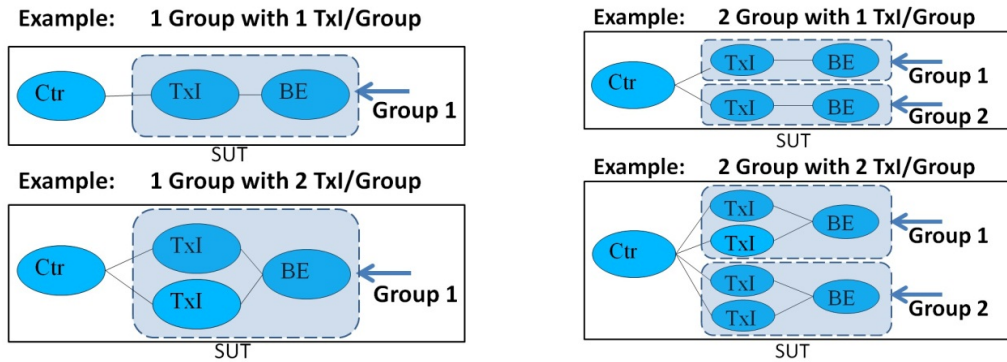 Example: 1 Group with 1 TxI/Group
Ctr TxI BE
Group 1
SUT
Example: 1 Group with 2 TxI/Group
TxI
Ctr BE
TxI
Group 1
SUT
Example: 2 Group with 1 TxI/Group
TxI BE
Group 1
Ctr
TxI BE
Group 2
SUT
Example: 2 Group with 2 TxI/Group
TxI
BE
TxI
Group 1
Ctr
TxI
BE
TxI
Group 2
SUT